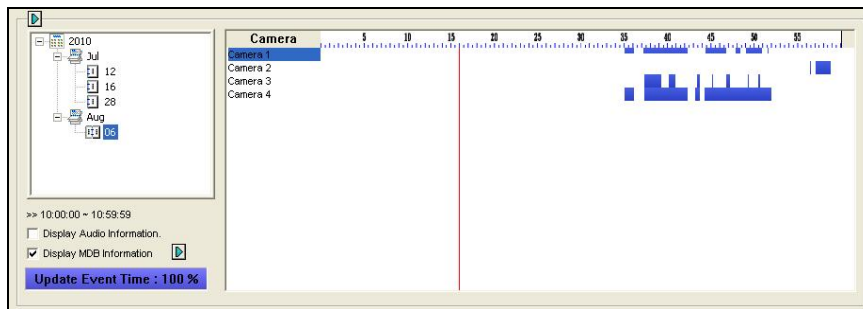 2010
Jul
12
16
28
Aug
06
>> 10:00:00 ~ 10:59:59
Display Audio Information.
Display MDB Information
Update Event Time : 100 %
Camera 5 10 15 20 25 30 35 40 45 50 55
Camera 1
Camera 2
Camera 3
Camera 4